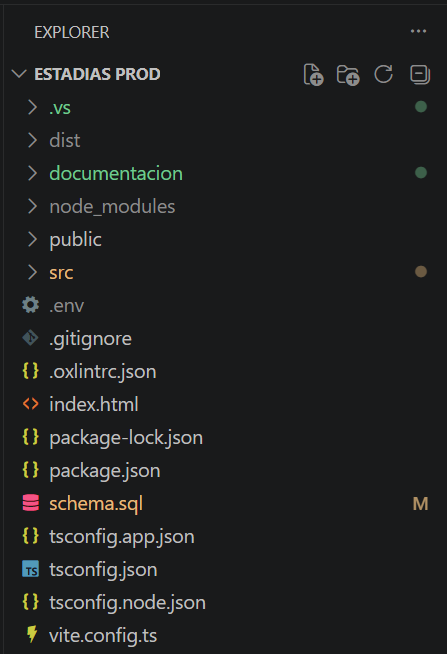 EXPLORER
ESTADIAS PROD
.vs
dist
documentacion
node_modules
public
src
.env
.gitignore
.oxlintrc.json
index.html
package-lock.json
package.json
schema.sql M
tsconfig.app.json
TS tsconfig.json
tsconfig.node.json
vite.config.ts